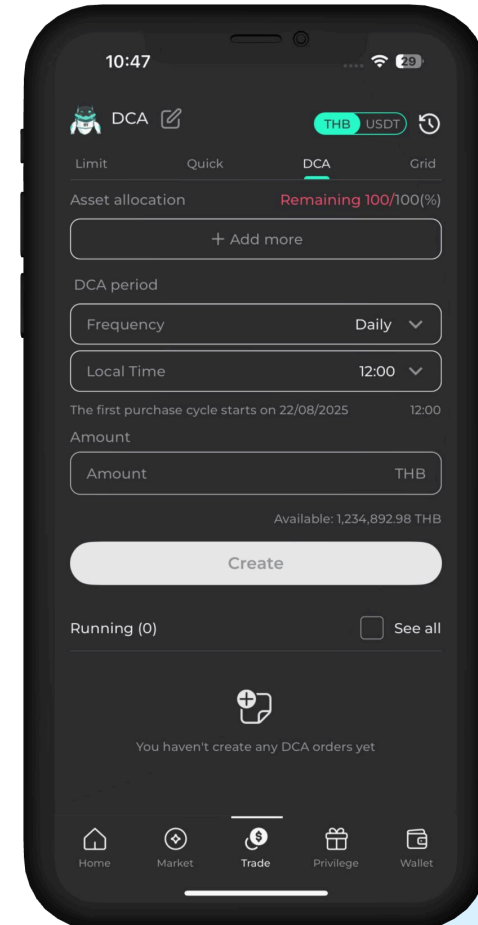 10:47
29
DCA
THB USDT
Limit Quick DCA Grid
Asset allocation Remaining 100/100(%)
+ Add more
DCA period
Frequency Daily
Local Time 12:00
The first purchase cycle starts on 22/08/2025 12:00
Amount
Amount THB
Available: 1,234,892.98 THB
Create
Running (0) See all
You haven't create any DCA orders yet
Home Market Trade Privilege Wallet